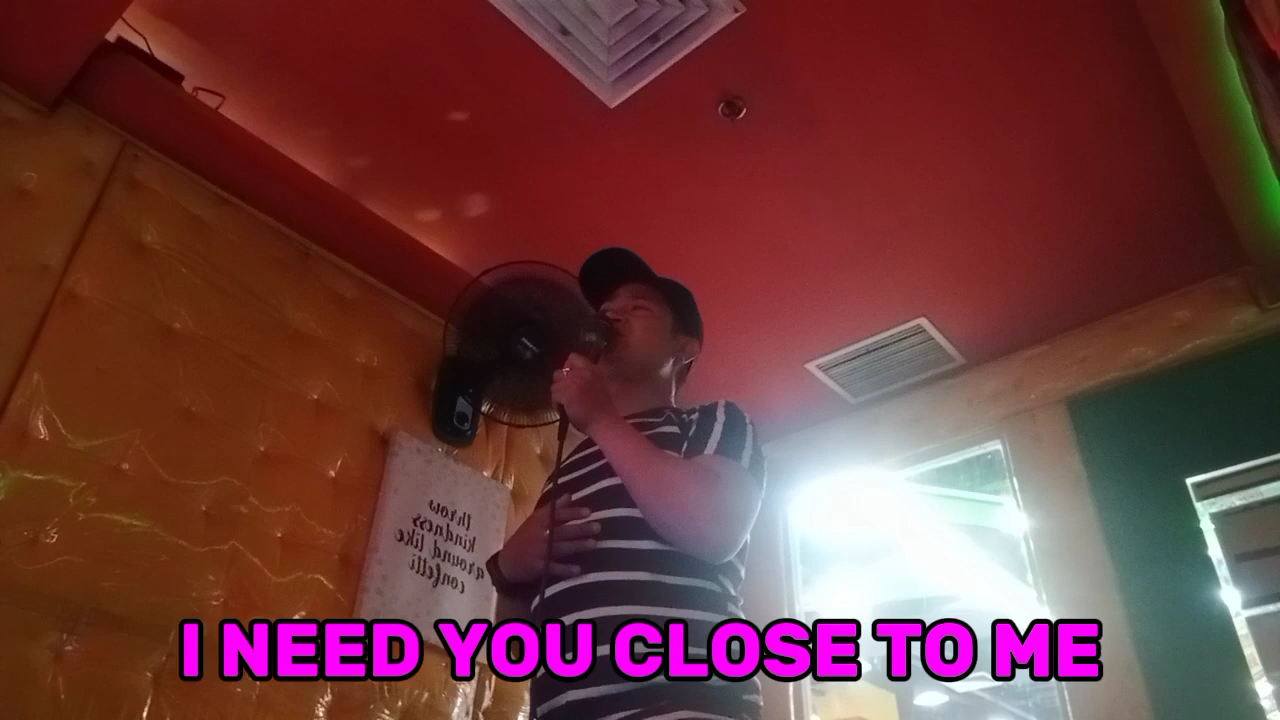 throw
kindness
around like
confetti
I NEED YOU CLOSE TO ME